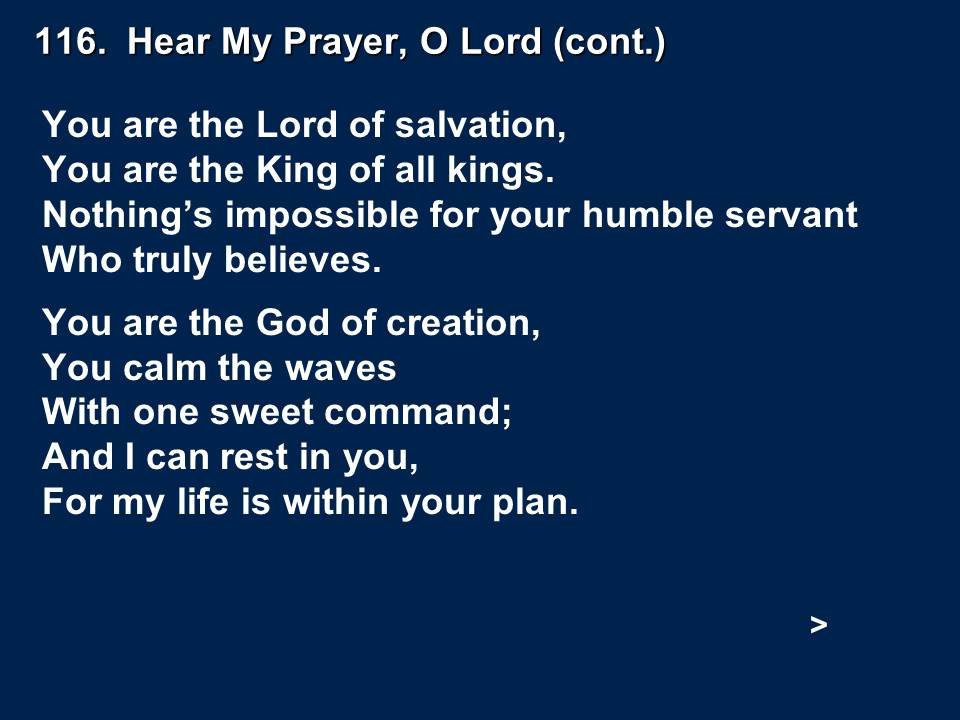 116.  Hear My Prayer, O Lord (cont.)
You are the Lord of salvation,
You are the King of all kings.
Nothing’s impossible for your humble servant
Who truly believes.
You are the God of creation,
You calm the waves
With one sweet command;
And I can rest in you,
For my life is within your plan.
>